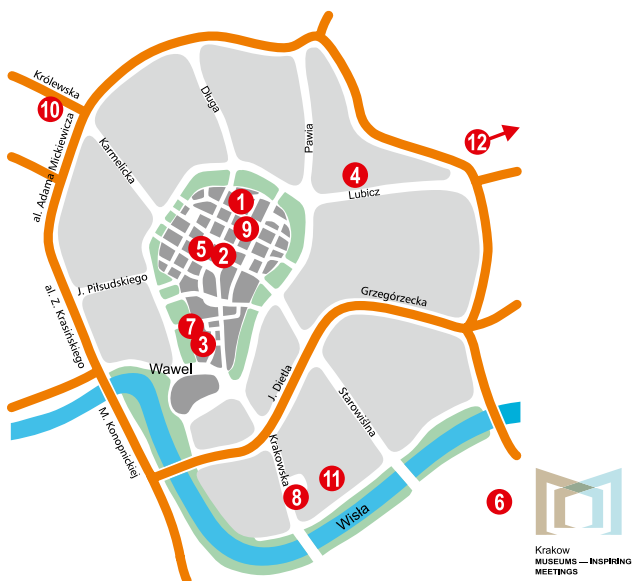 Królewska
10
al. Adama Mickiewicza
Karmelicka
Długa
Pawia
12
4
Lubicz
1
9
5
2
J. Piłsudskiego
al. Z. Krasińskiego
Grzegórzecka
7
3
Wawel
J. Dietla
Starowiślna
M. Konopnickiej
Krakowska
8
11
Wisła
6
Krakow
MUSEUMS — INSPIRING
MEETINGS